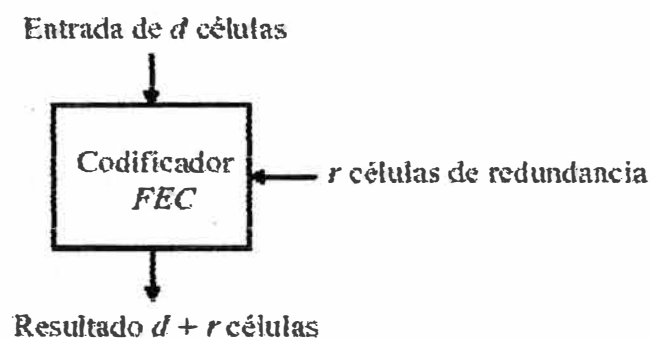 Entrada de d células
Codificador
FEC
r células de redundancia
Resultado d + r células